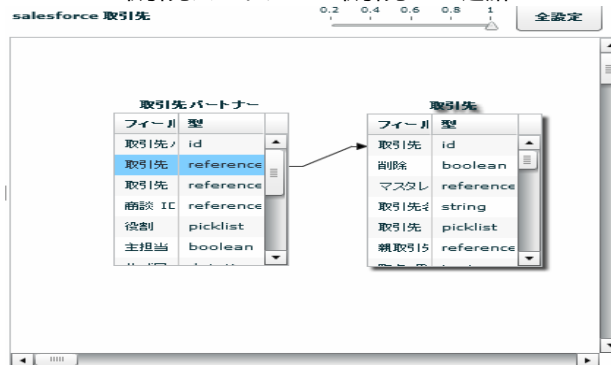 salesforce 取引先
0.2 0.4 0.6 0.8 1
全設定
取引先パートナー
フィール 型
取引先 id
取引先 reference
取引先 reference
商談 ID reference
役割 picklist
主担当 boolean
取引先
フィール 型
取引先 id
削除 boolean
マスタレ reference
取引先名 string
取引先 picklist
親取引先 reference